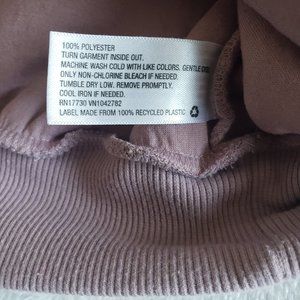 100% POLYESTER
TURN GARMENT INSIDE OUT.
MACHINE WASH COLD WITH LIKE COLORS. GENTLE CYCLE.
ONLY NON-CHLORINE BLEACH IF NEEDED.
TUMBLE DRY LOW. REMOVE PROMPTLY.
COOL IRON IF NEEDED.
RN17730 VN1042782
LABEL MADE FROM 100% RECYCLED PLASTIC